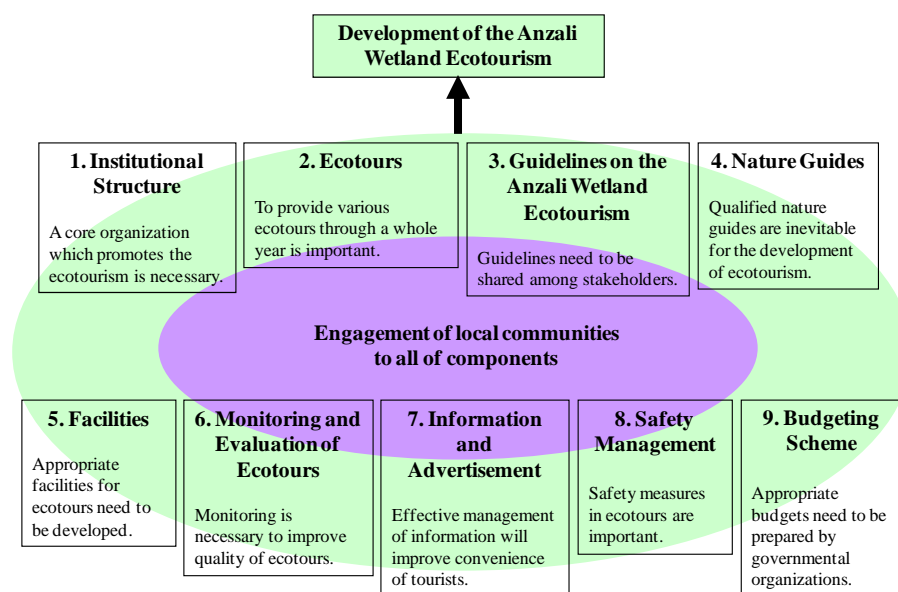 Development of the Anzali
Wetland Ecotourism
1. Institutional
Structure
A core organization
which promotes the
ecotourism is necessary.
2. Ecotours
To provide various
ecotours through a whole
year is important.
3. Guidelines on the
Anzali Wetland
Ecotourism
Guidelines need to be
shared among stakeholders.
4. Nature Guides
Qualified nature
guides are inevitable
for the development
of ecotourism.
Engagement of local communities
to all of components
5. Facilities
Appropriate
facilities for
ecotours need to
be developed.
6. Monitoring and
Evaluation of
Ecotours
Monitoring is
necessary to improve
quality of ecotours.
7. Information
and
Advertisement
Effective management
of information will
improve convenience
of tourists.
8. Safety
Management
Safety measures
in ecotours are
important.
9. Budgeting
Scheme
Appropriate
budgets need to be
prepared by
governmental
organizations.